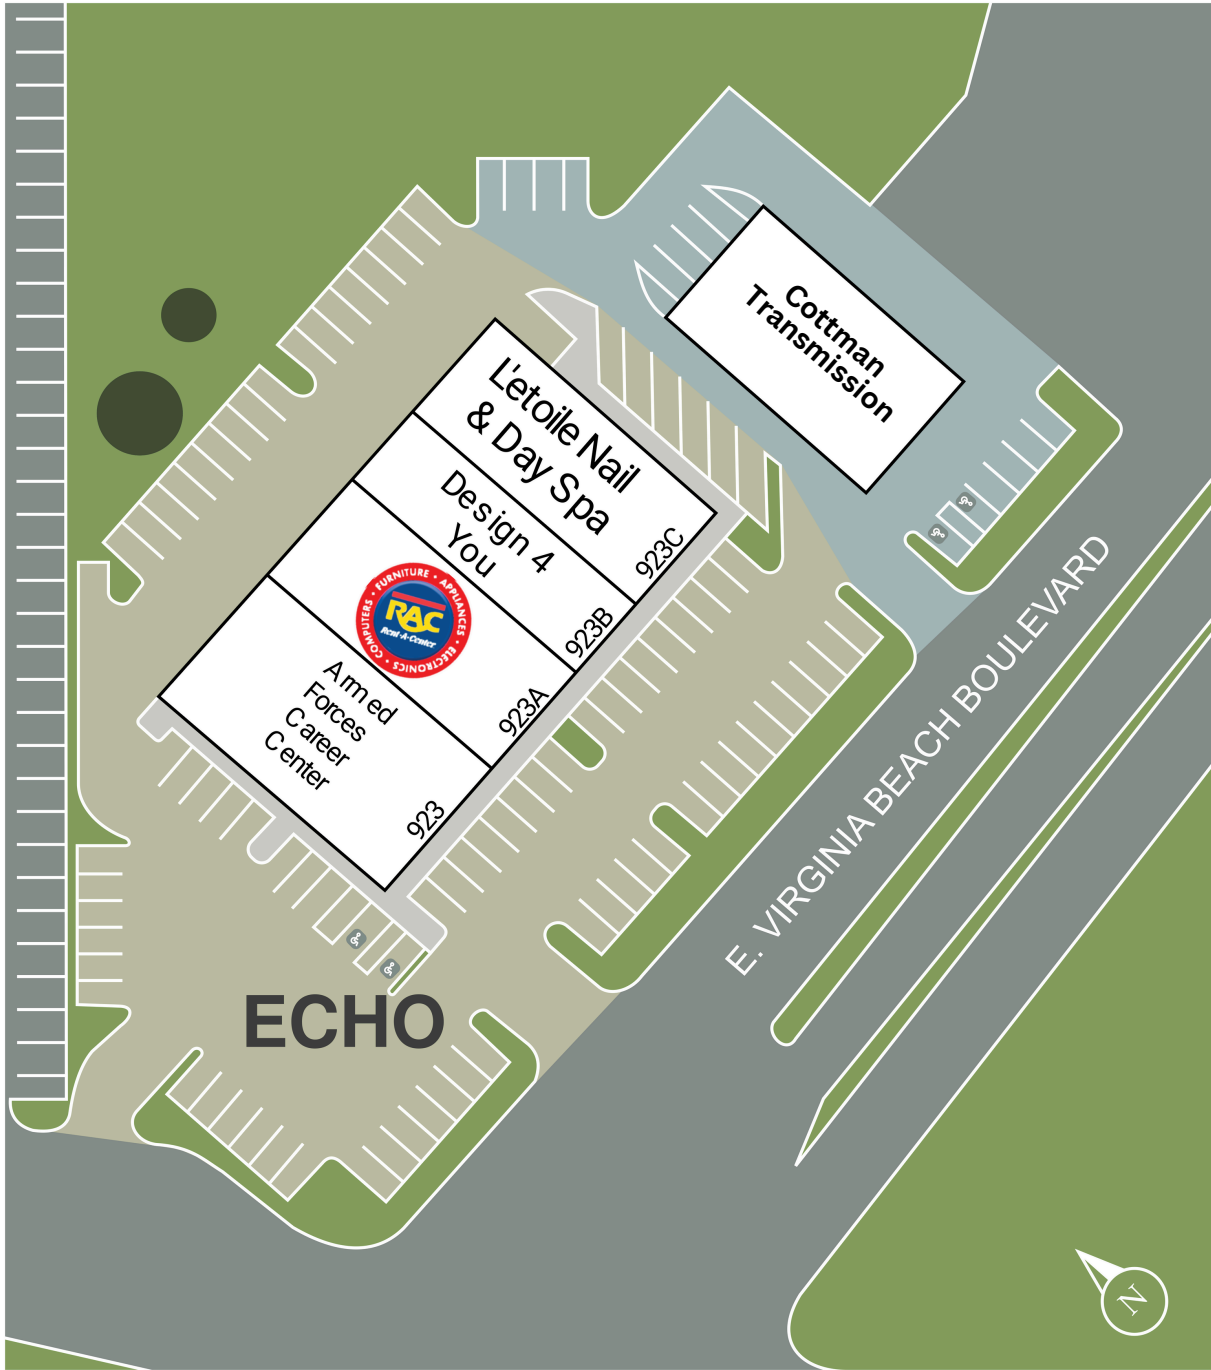 Cottman
Transmission
L'etoile Nail
& Day Spa
923C
Design 4
You
923B
COMPUTERS • FURNITURE • APPLIANCES • ELECTRONICS •
RAC
Rent-A-Center
923A
Armed
Forces
Career
Center
923
E. VIRGINIA BEACH BOULEVARD
ECHO
N